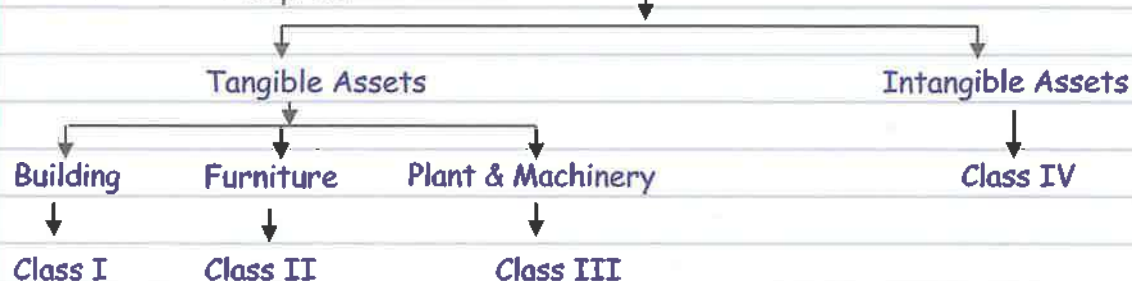 Tangible Assets Intangible Assets
Building Furniture Plant & Machinery Class IV
Class I Class II Class III